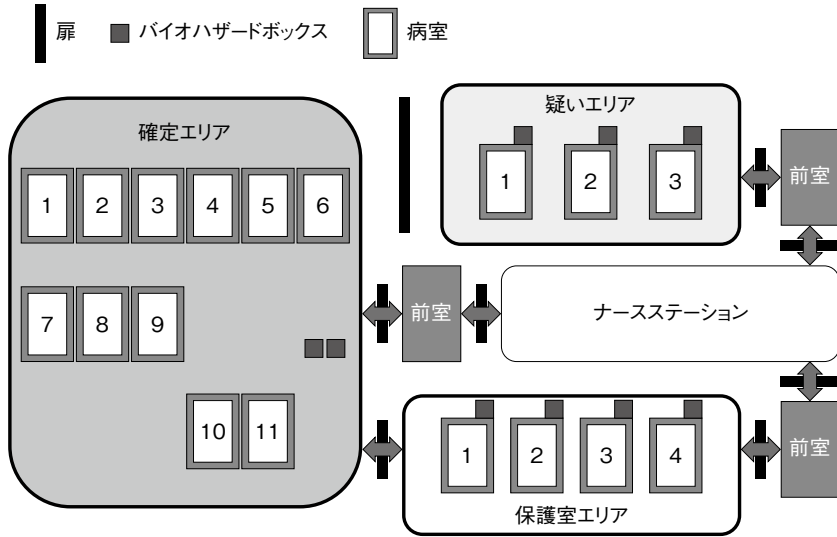 扉 バイオハザードボックス 病室
確定エリア
1 2 3 4 5 6
7 8 9
10 11
疑いエリア
1 2 3
前室
前室
ナースステーション
1 2 3 4
保護室エリア
前室